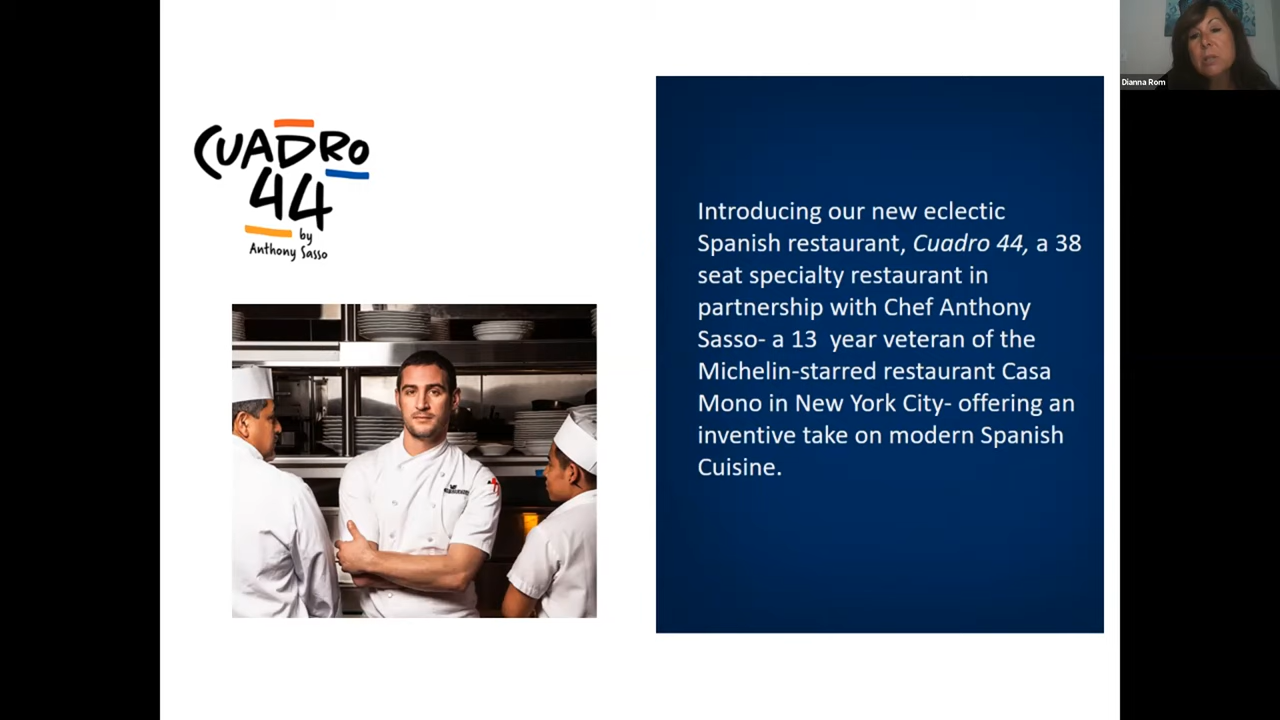 CUADRO
44
by
Anthony Sasso
Introducing our new eclectic
Spanish restaurant, Cuadro 44, a 38
seat specialty restaurant in
partnership with Chef Anthony
Sasso- a 13  year veteran of the
Michelin-starred restaurant Casa
Mono in New York City- offering an
inventive take on modern Spanish
Cuisine.
Dianna Rom